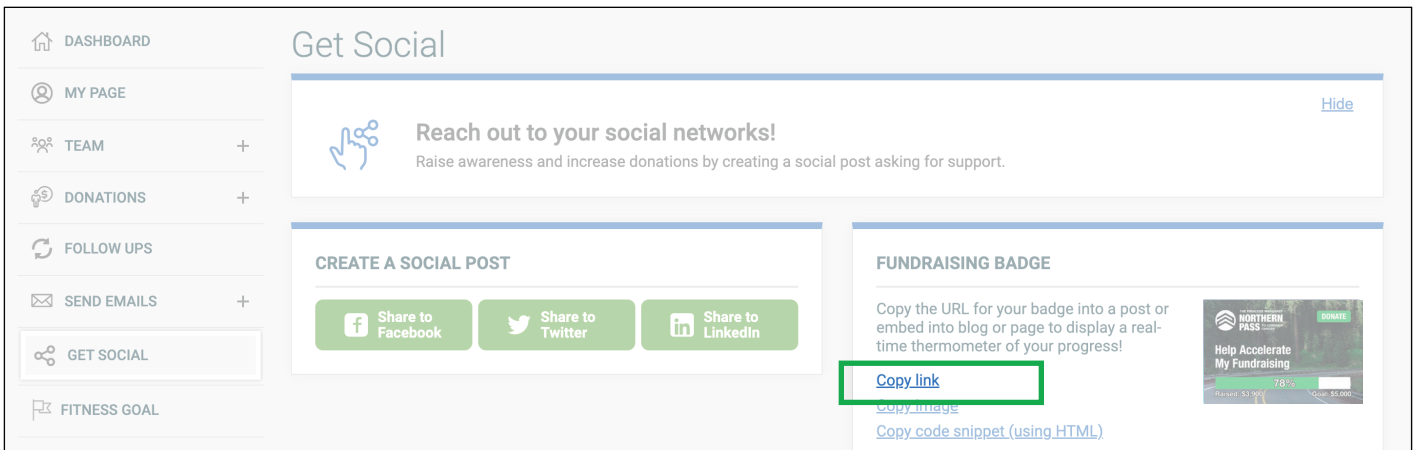 DASHBOARD
MY PAGE
TEAM
DONATIONS
FOLLOW UPS
SEND EMAILS
GET SOCIAL
FITNESS GOAL
Get Social
Hide
Reach out to your social networks!
Raise awareness and increase donations by creating a social post asking for support.
CREATE A SOCIAL POST
Share to
Facebook
Share to
Twitter
Share to
LinkedIn
FUNDRAISING BADGE
Copy the URL for your badge into a post or
embed into blog or page to display a real-
time thermometer of your progress!
Copy link
Copy image
Copy code snippet (using HTML)
NORTHERN
PASS
DONATE
Help Accelerate
My Fundraising
78%
Raised: $3,900 Goal: $5,000